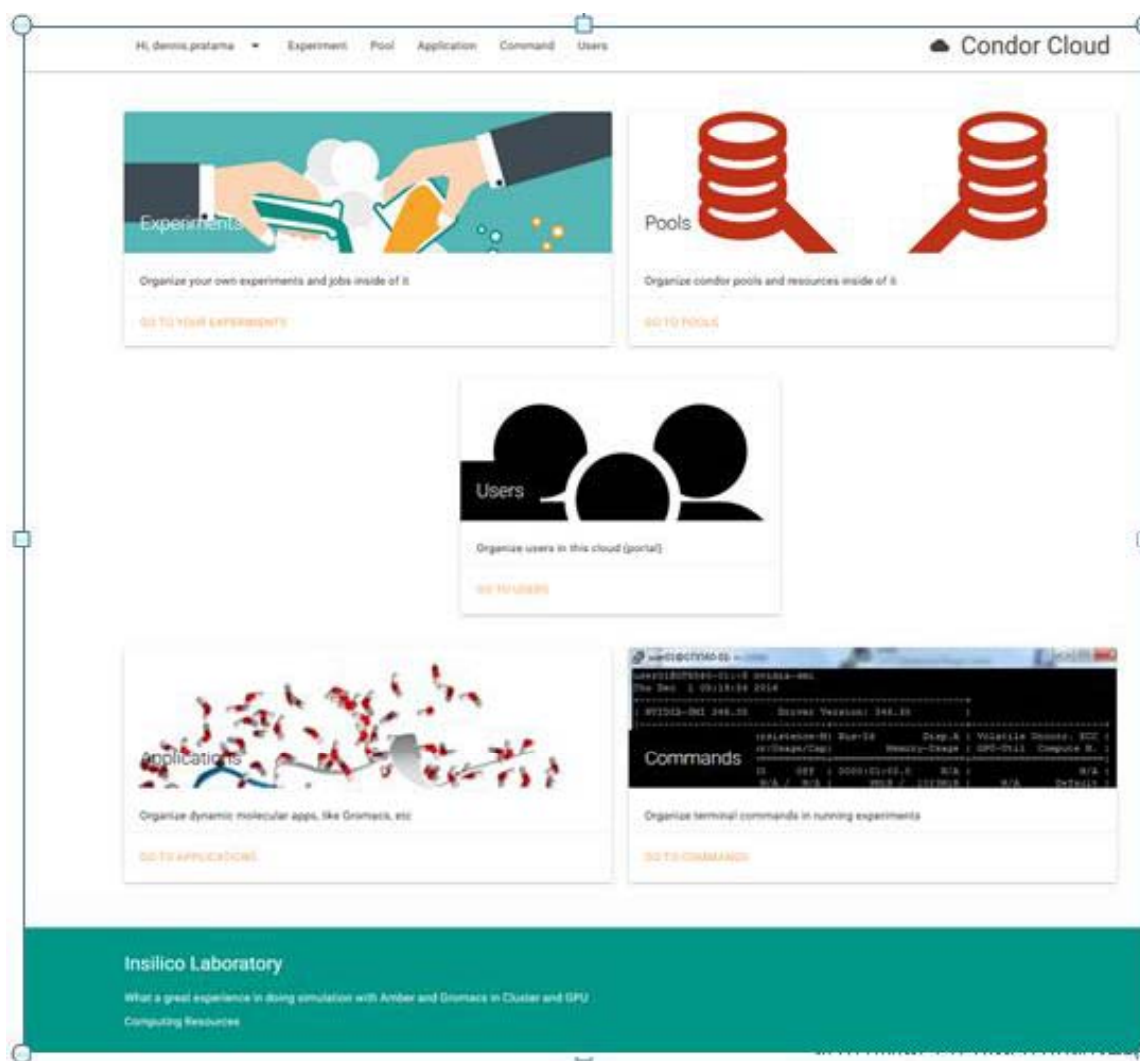 Hi, dennis.pratama Experiment Pool Application Command Users
Condor Cloud
Experiments
Organize your own experiments and jobs inside of it
GO TO YOUR EXPERIMENTS
Pools
Organize condor pools and resources inside of it
GO TO POOLS
Users
Organize users in this cloud (portal)
GO TO USERS
Applications
Organize dynamic molecular apps, like Gromacs, etc
GO TO APPLICATIONS
Commands
Organize terminal commands in running experiments
GO TO COMMANDS
Insilico Laboratory
What a great experience in doing simulation with Amber and Gromacs in Cluster and GPU
Computing Resources